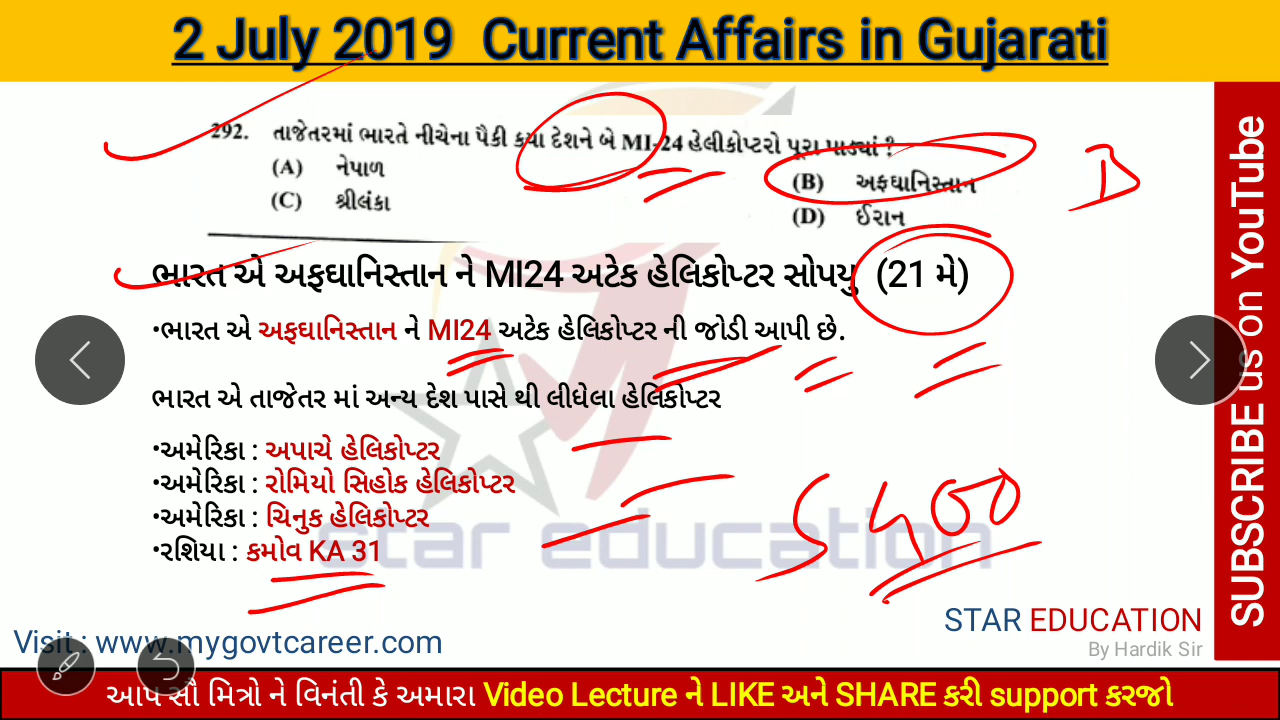 2 July 2019 Current Affairs in Gujarati
292. તાજેતરમાં ભારતે નીચેના પૈકી કયા દેશને બે MI-24 હેલીકોપ્ટરો પૂરા પાડ્યાં ?
(A) નેપાળ
(B) અફઘાનિસ્તાન
(C) શ્રીલંકા
(D) ઈરાન
B
ભારત એ અફઘાનિસ્તાન ને MI24 અટેક હેલિકોપ્ટર સોપયુ (21 મે)
•ભારત એ અફઘાનિસ્તાન ને MI24 અટેક હેલિકોપ્ટર ની જોડી આપી છે.
ભારત એ તાજેતર માં અન્ય દેશ પાસે થી લીધેલા હેલિકોપ્ટર
•અમેરિકા : અપાચે હેલિકોપ્ટર
•અમેરિકા : રોમિયો સિહોક હેલિકોપ્ટર
•અમેરિકા : ચિનુક હેલિકોપ્ટર
•રશિયા : કમોવ KA 31
S400
star education
STAR EDUCATION
By Hardik Sir
Visit : www.mygovtcareer.com
SUBSCRIBE us on YouTube
આપ સૌ મિત્રો ને વિનંતી કે અમારા Video Lecture ને LIKE અને SHARE કરી support કરજો